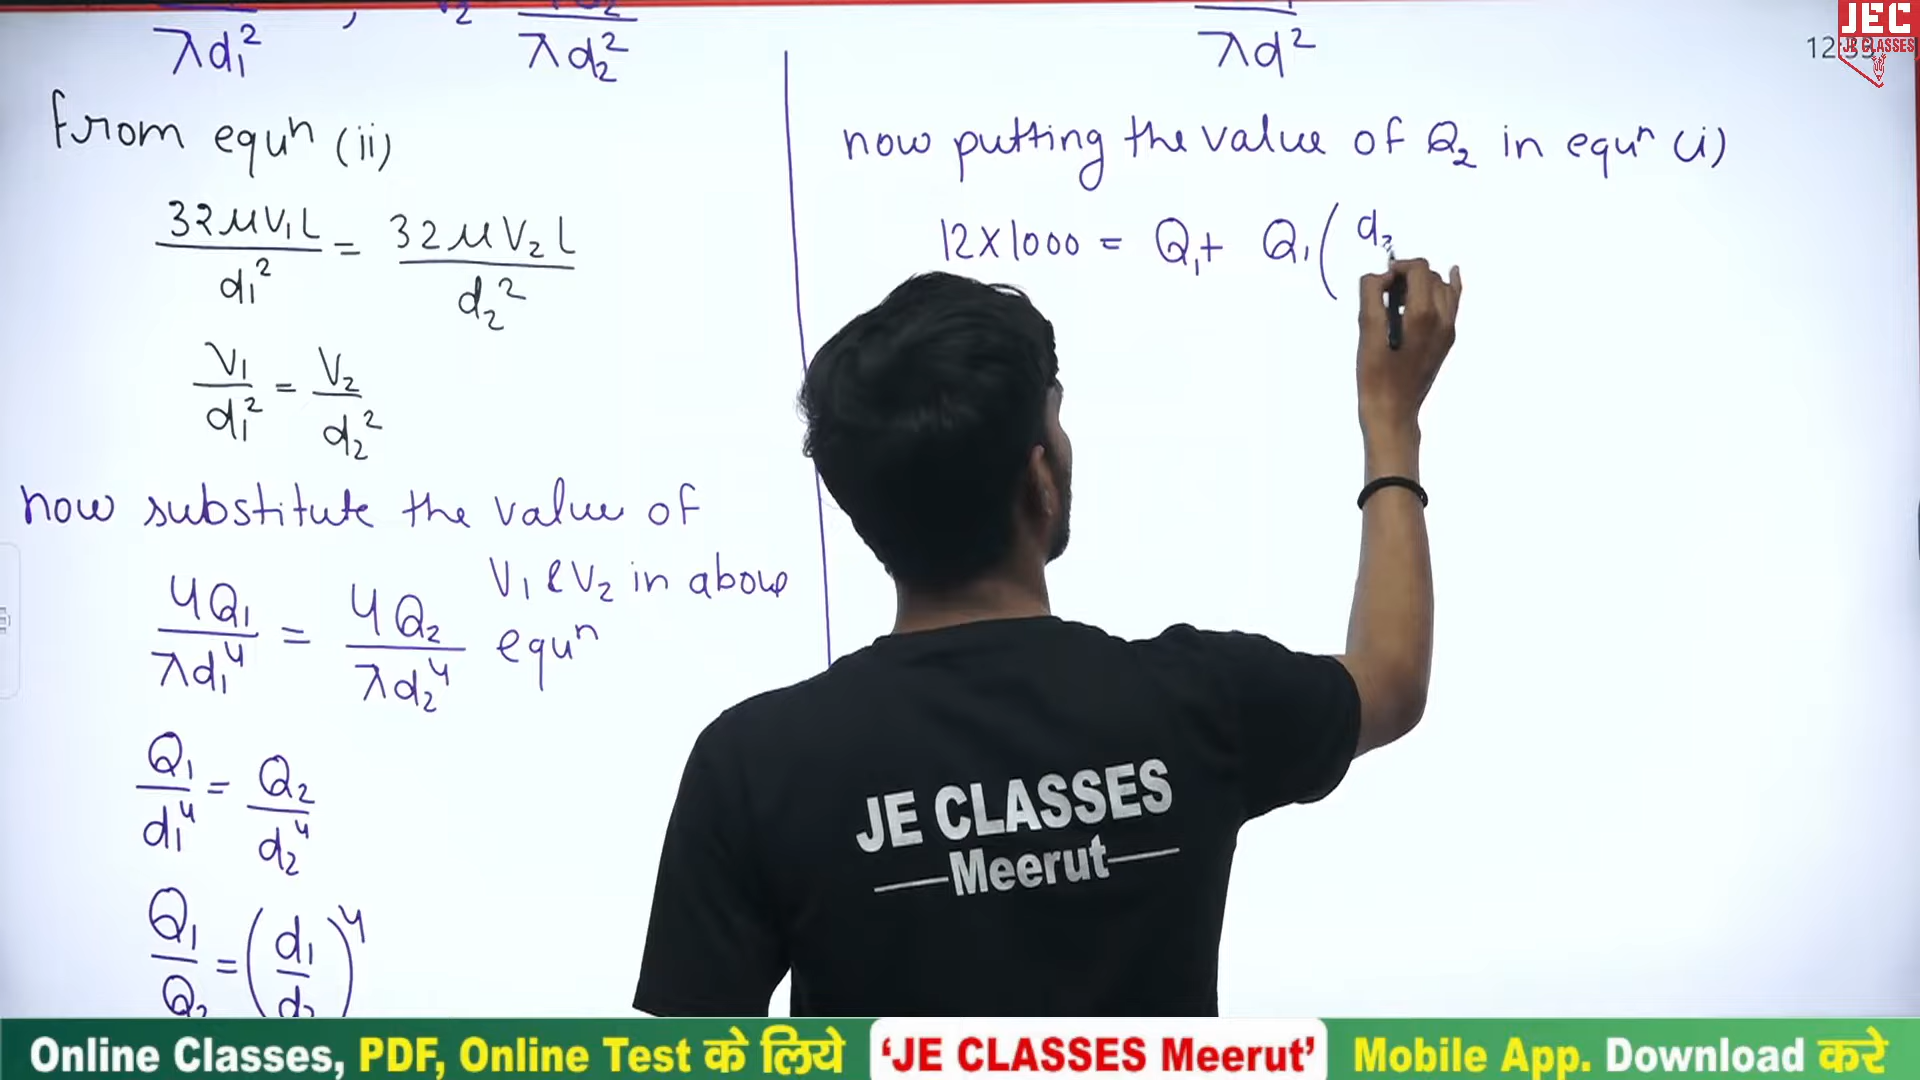 λd₁² , λd₂²
from equⁿ (ii)
32μV₁L/d₁² = 32μV₂L/d₂²
V₁/d₁² = V₂/d₂²
now substitute the value of
V₁ & V₂ in above
equⁿ
4Q₁/λd₁⁴ = 4Q₂/λd₂⁴
Q₁/d₁⁴ = Q₂/d₂⁴
Q₁/Q₂ = (d₁/d₂)⁴
λd²
now putting the value of Q₂ in equⁿ (i)
12×1000 = Q₁+ Q₁(d₂
JEC
JE CLASSES
JE CLASSES
Meerut
Online Classes, PDF, Online Test के लिये 'JE CLASSES Meerut' Mobile App. Download करे